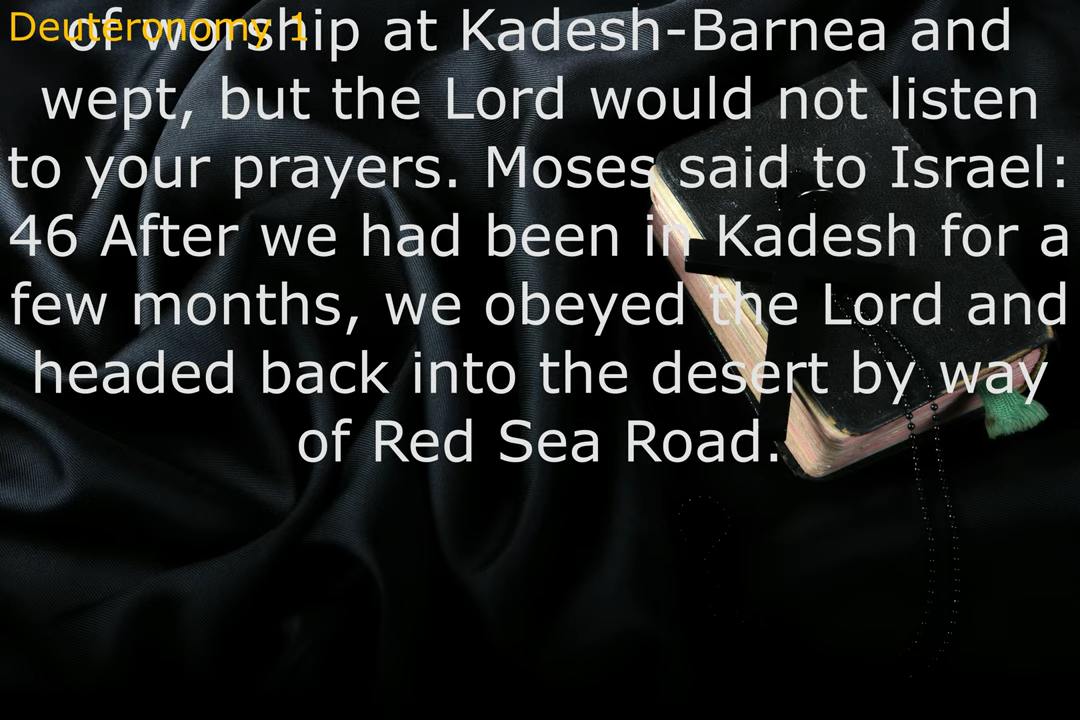 Deuteronomy 1
of worship at Kadesh-Barnea and
wept, but the Lord would not listen
to your prayers. Moses said to Israel:
46 After we had been in Kadesh for a
few months, we obeyed the Lord and
headed back into the desert by way
of Red Sea Road.